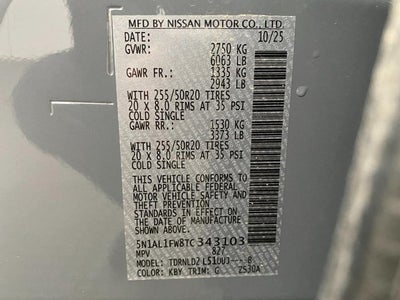 MFD BY NISSAN MOTOR CO., LTD.
DATE: 10/25
GVWR: 2750 KG
6063 LB
GAWR FR.: 1335 KG
2943 LB
WITH 255/50R20 TIRES
20 x 8.0 RIMS AT 35 PSI
COLD SINGLE
GAWR RR.: 1530 KG
3373 LB
WITH 255/50R20 TIRES
20 x 8.0 RIMS AT 35 PSI
COLD SINGLE
THIS VEHICLE CONFORMS TO
ALL APPLICABLE FEDERAL
MOTOR VEHICLE SAFETY AND
THEFT PREVENTION STANDARDS
IN EFFECT ON THE DATE OF
MANUFACTURE SHOWN ABOVE.
5N1AL1FW8TC343103
MPV 827
MODEL:
COLOR: KBY TRIM: G Z530A